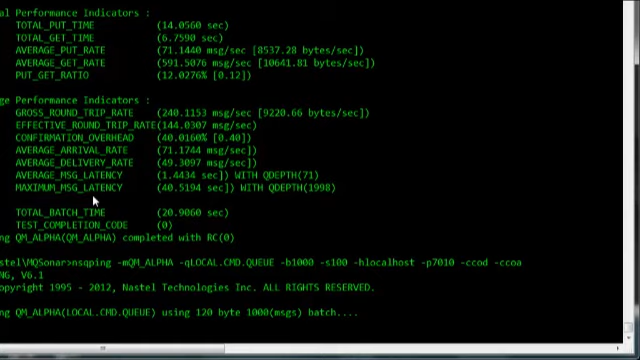 al Performance Indicators :
TOTAL_PUT_TIME (14.0560 sec)
TOTAL_GET_TIME (6.7590 sec)
AVERAGE_PUT_RATE (71.1440 msg/sec [8537.28 bytes/sec])
AVERAGE_GET_RATE (591.5076 msg/sec [10641.81 bytes/sec])
PUT_GET_RATIO (12.0276% [0.12])
ge Performance Indicators :
GROSS_ROUND_TRIP_RATE (240.1153 msg/sec [9220.66 bytes/sec)
EFFECTIVE_ROUND_TRIP_RATE(144.0307 msg/sec)
CONFIRMATION_OVERHEAD (40.0160% [0.40])
AVERAGE_ARRIVAL_RATE (71.1744 msg/sec)
AVERAGE_DELIVERY_RATE (49.3097 msg/sec)
AVERAGE_MSG_LATENCY (1.4434 sec]) WITH QDEPTH(71)
MAXIMUM_MSG_LATENCY (40.5194 sec]) WITH QDEPTH(1998)
TOTAL_BATCH_TIME (20.9060 sec)
TEST_COMPLETION_CODE (0)
ng QM_ALPHA(QM_ALPHA) completed with RC(0)
astel\MQSonar>nsqping -mQM_ALPHA -qLOCAL.CMD.QUEUE -b1000 -s100 -hlocalhost -p7010 -ccod -ccoa
NG, V6.1
opyright 1995 - 2012, Nastel Technologies Inc. ALL RIGHTS RESERVED.
ng QM_ALPHA(LOCAL.CMD.QUEUE) using 120 byte 1000(msgs) batch....